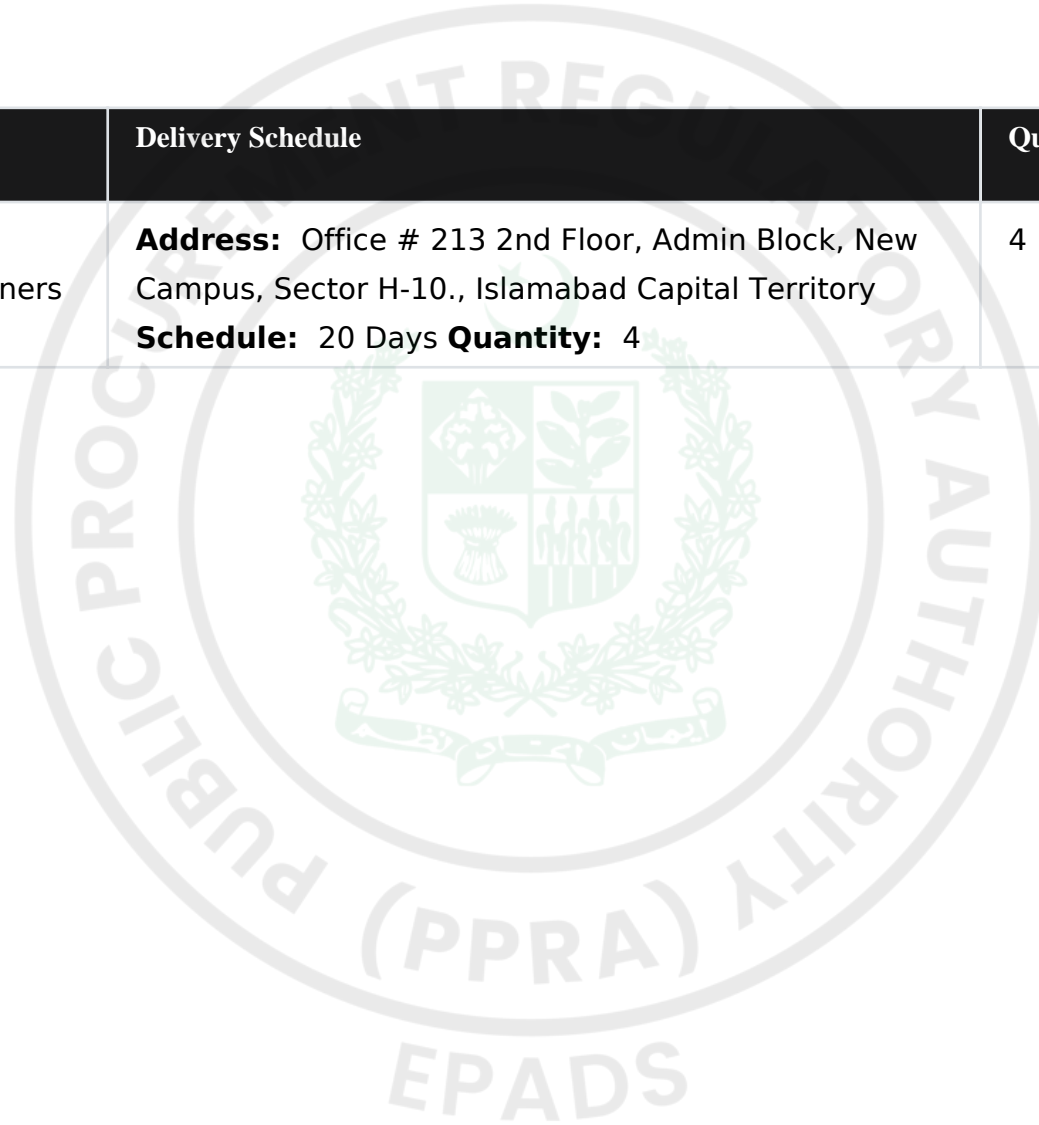 Delivery Schedule
Qu
Address: Office # 213 2nd Floor, Admin Block, New
4
ners
Campus, Sector H-10., Islamabad Capital Territory
Schedule: 20 Days Quantity: 4
PUBLIC PROCUREMENT REGULATORY AUTHORITY
(PPRA)
EPADS